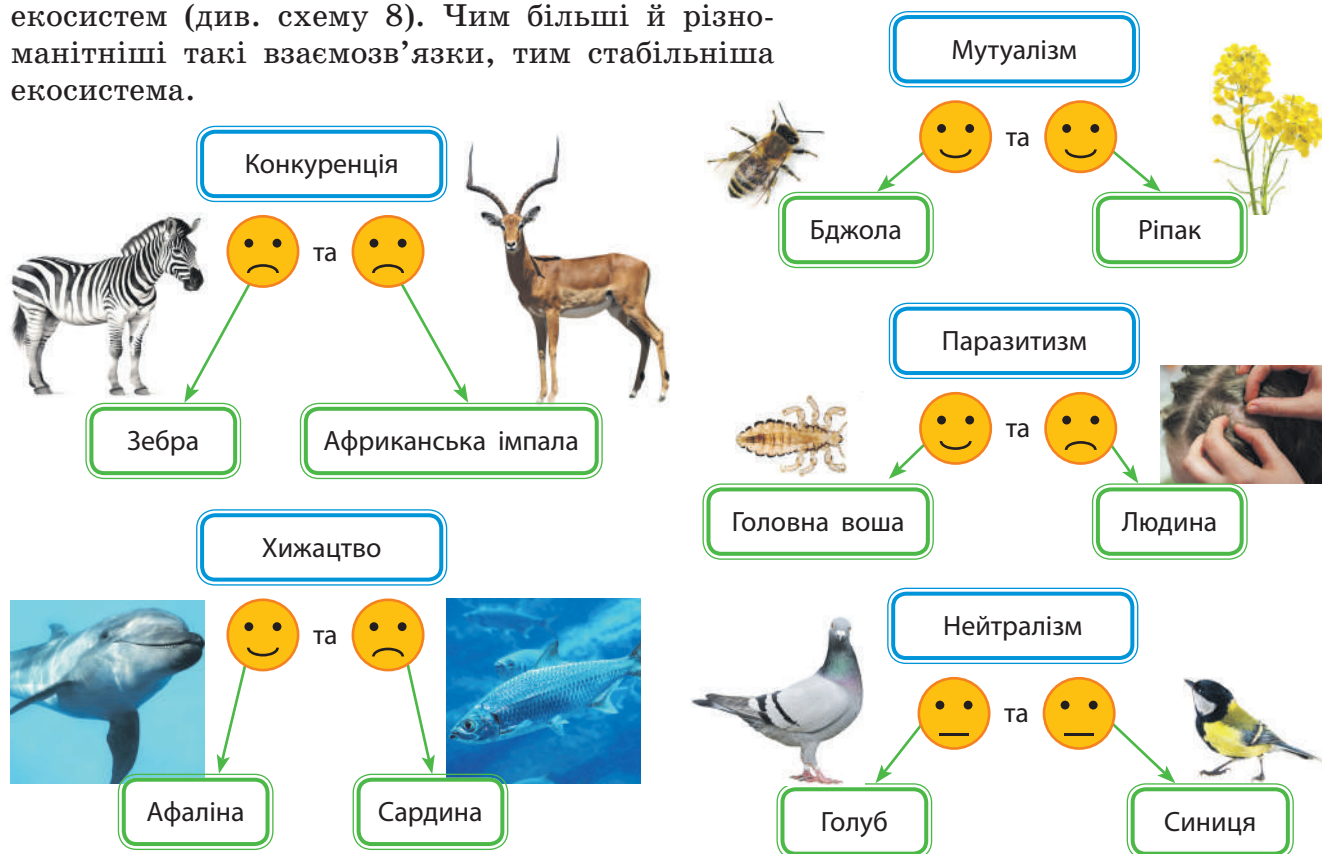 екосистем (див. схему 8). Чим більші й різно-
манітніші такі взаємозв’язки, тим стабільніша
екосистема.
Конкуренція
та
Зебра
Африканська імпала
Хижацтво
та
Афаліна
Сардина
Мутуалізм
та
Бджола
Ріпак
Паразитизм
та
Головна воша
Людина
Нейтралізм
та
Голуб
Синиця